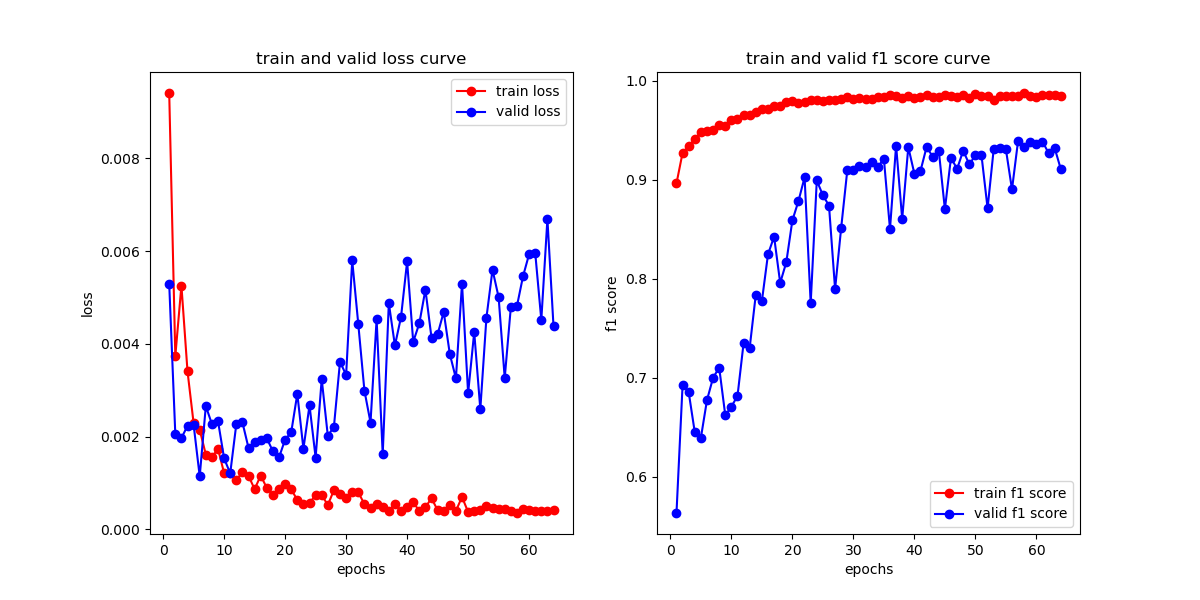 train and valid loss curve
train loss
valid loss
loss
0.008
0.006
0.004
0.002
0.000
0 10 20 30 40 50 60
epochs
train and valid f1 score curve
f1 score
1.0
0.9
0.8
0.7
0.6
train f1 score
valid f1 score
0 10 20 30 40 50 60
epochs